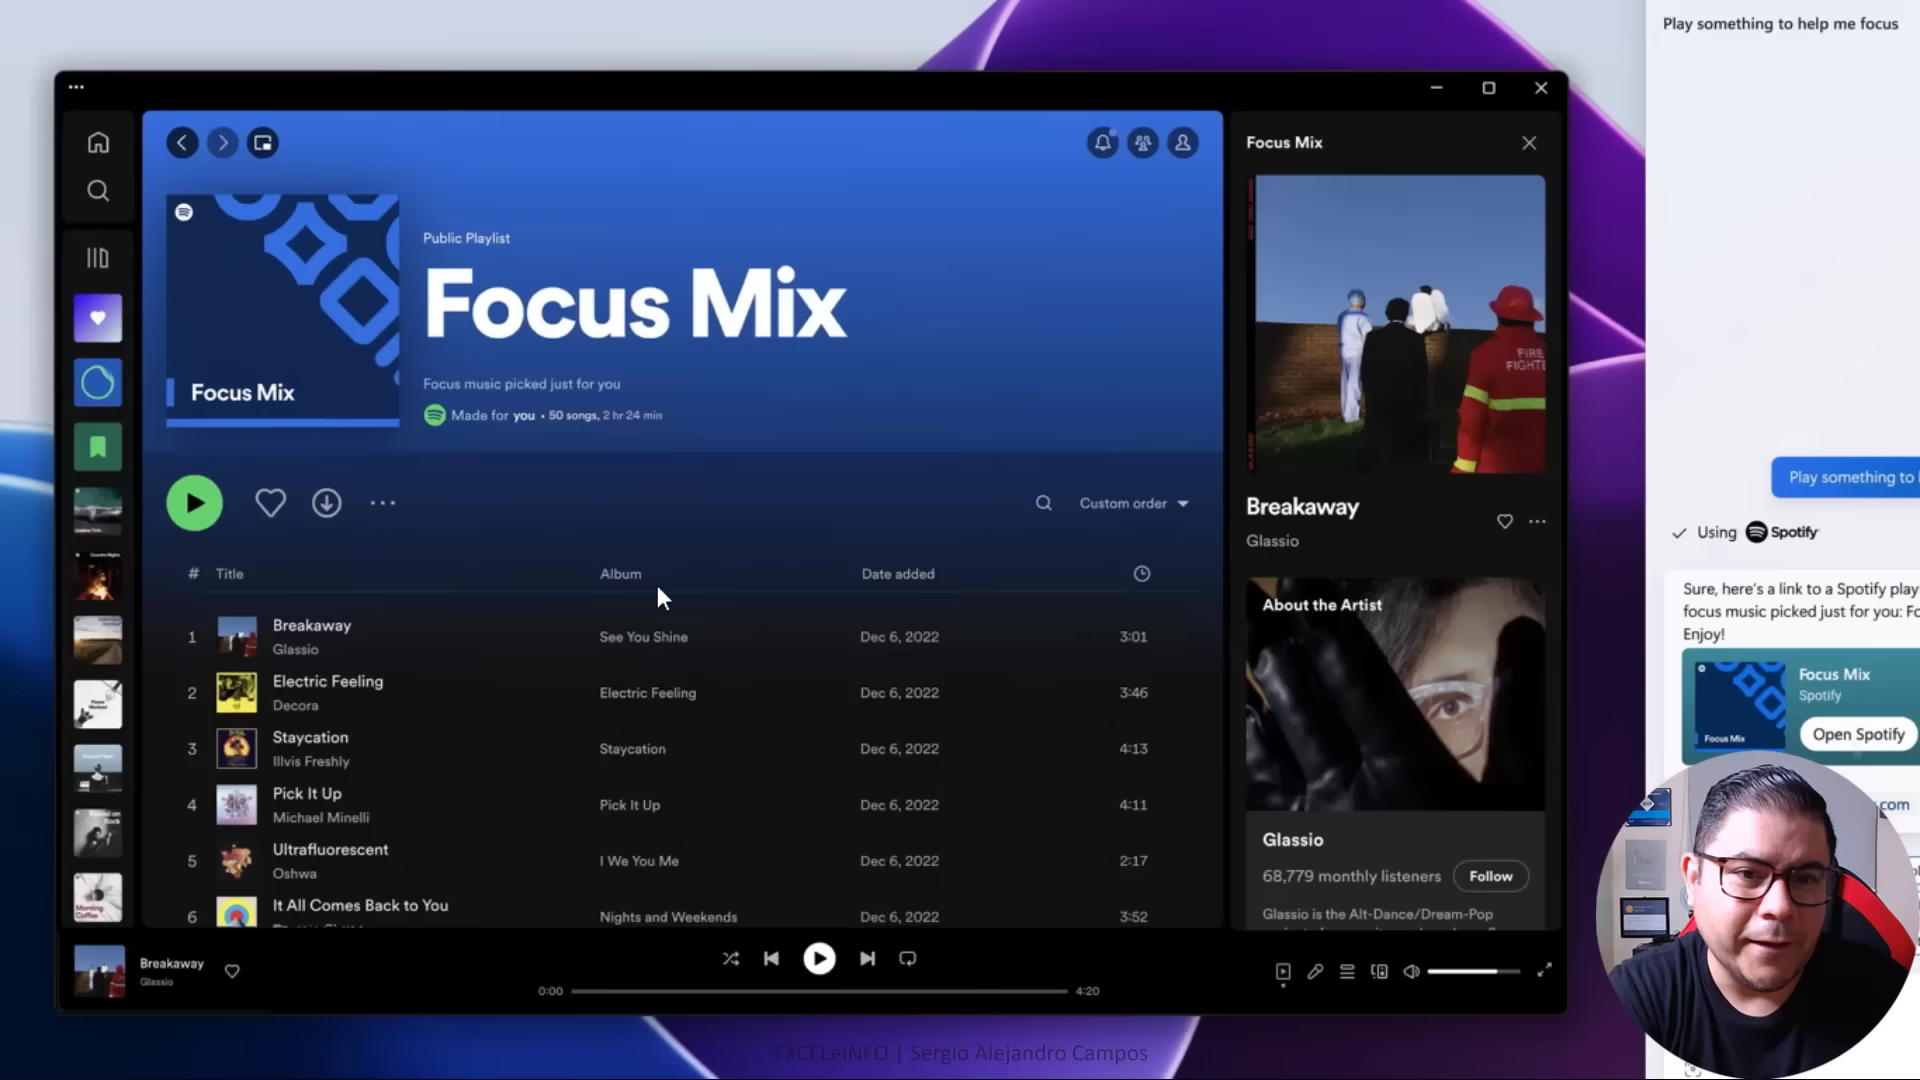 Play something to help me focus
Focus Mix
Public Playlist
Focus Mix
Focus Mix
Focus music picked just for you
Made for you • 50 songs, 2 hr 24 min
Custom order
# Title Album Date added
1 Breakaway See You Shine Dec 6, 2022 3:01
Glassio
2 Electric Feeling Electric Feeling Dec 6, 2022 3:46
Decora
3 Staycation Staycation Dec 6, 2022 4:13
Illvis Freshly
4 Pick It Up Pick It Up Dec 6, 2022 4:11
Michael Minelli
5 Ultrafluorescent I We You Me Dec 6, 2022 2:17
Oshwa
6 It All Comes Back to You Nights and Weekends Dec 6, 2022 3:52
FIRE
FIGHTE
Breakaway
Glassio
About the Artist
Glassio
68,779 monthly listeners Follow
Glassio is the Alt-Dance/Dream-Pop
Morning
Coffee
Breakaway
Glassio
0:00 4:20
Play something to
Using Spotify
Sure, here's a link to a Spotify play
focus music picked just for you: Fo
Enjoy!
Focus Mix
Spotify
Focus Mix
Open Spotify
.com
EXCELeINFO | Sergio Alejandro Campos